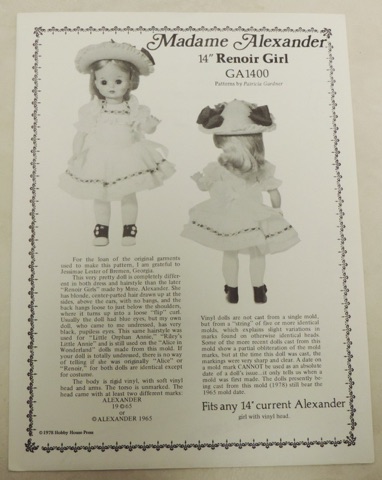 Madame Alexander
14" Renoir Girl
GA1400
Patterns by Patricia Gardner
For the loan of the original garments
used to make this pattern, I am grateful to
Jessimae Lester of Bremen, Georgia.
This very pretty doll is completely differ-
ent in both dress and hairstyle than the later
"Renoir Girls" made by Mme. Alexander. She
has blonde, center-parted hair drawn up at the
sides, above the ears, with no bangs, and the
back hangs loose to just below the shoulders,
where it turns up into a loose "flip" curl.
Usually the doll had blue eyes, but my own
doll, who came to me undressed, has very
black, pupiless eyes. This same hairstyle was
used for "Little Orphan Annie," "Riley's
Little Annie" and is still used on the "Alice in
Wonderland" dolls made from this mold. If
your doll is totally undressed, there is no way
of telling if she was originally "Alice" or
"Renoir," for both dolls are identical except
for costume.
The body is rigid vinyl, with soft vinyl
head and arms. The torso is unmarked. The
head came with at least two different marks:
ALEXANDER
19©65
or
©ALEXANDER 1965
Vinyl dolls are not cast from a single mold,
but from a "string" of five or more identical
molds, which explains slight variations in
marks found on otherwise identical heads.
Some of the more recent dolls cast from this
mold show a partial obliteration of the mold
marks, but at the time this doll was cast, the
markings were very sharp and clear. A date on
a mold mark CANNOT be used as an absolute
date of a doll's issue...it only tells us when a
mold was first made. The dolls presently be-
ing cast from this mold (1978) still bear the
1965 mold date.
Fits any 14" current Alexander
girl with vinyl head.
©1978 Hobby House Press